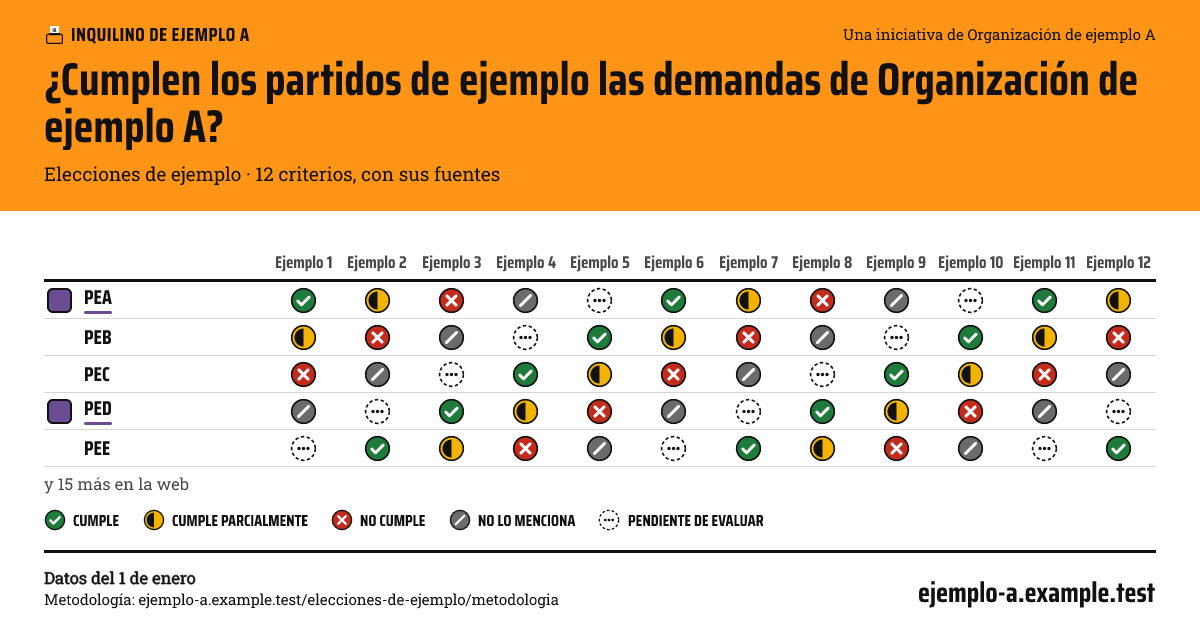 INQUILINO DE EJEMPLO A
Una iniciativa de Organización de ejemplo A
¿Cumplen los partidos de ejemplo las demandas de Organización de
ejemplo A?
Elecciones de ejemplo · 12 criterios, con sus fuentes
Ejemplo 1 Ejemplo 2 Ejemplo 3 Ejemplo 4 Ejemplo 5 Ejemplo 6 Ejemplo 7 Ejemplo 8 Ejemplo 9 Ejemplo 10 Ejemplo 11 Ejemplo 12
PEA
PEB
PEC
PED
PEE
y 15 más en la web
CUMPLE CUMPLE PARCIALMENTE NO CUMPLE NO LO MENCIONA PENDIENTE DE EVALUAR
Datos del 1 de enero
Metodología: ejemplo-a.example.test/elecciones-de-ejemplo/metodologia
ejemplo-a.example.test